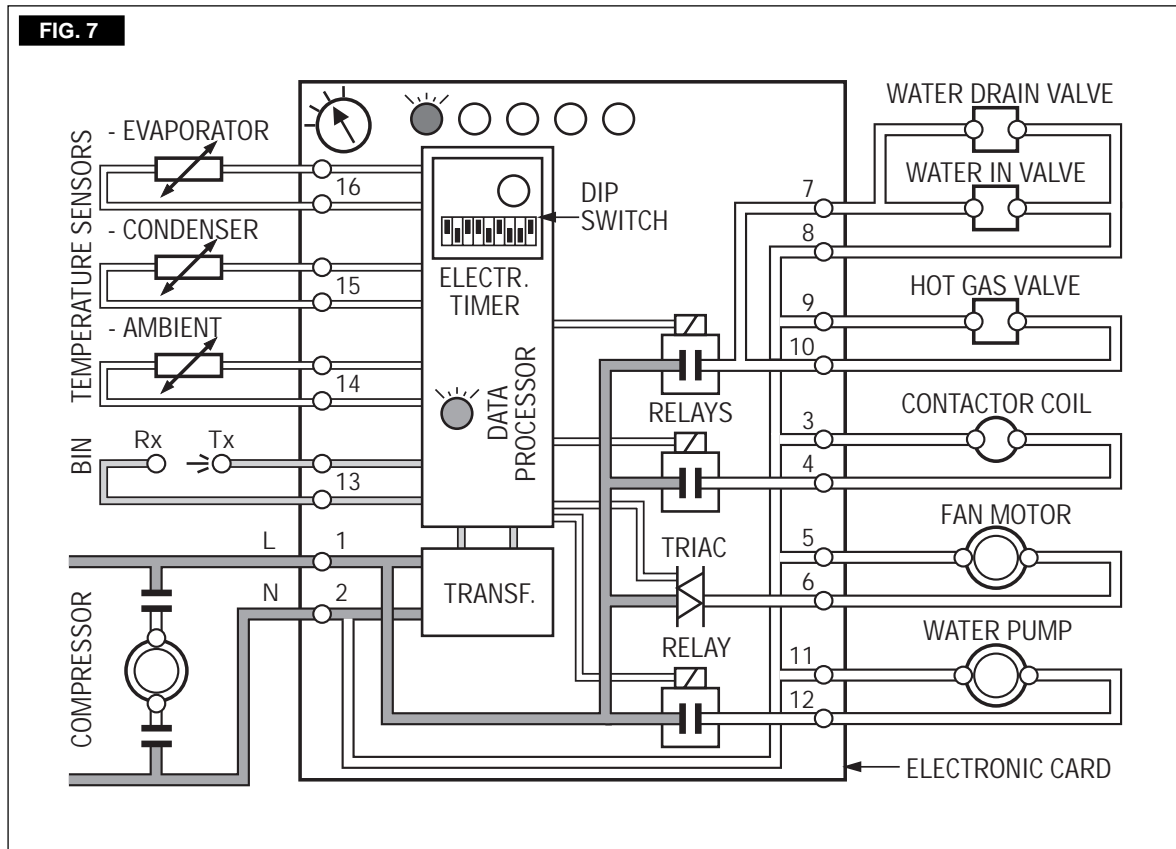 FIG. 7
TEMPERATURE SENSORS
- EVAPORATOR
16
- CONDENSER
15
- AMBIENT
14
BIN
Rx
Tx
13
L
1
N
2
COMPRESSOR
DIP
SWITCH
ELECTR.
TIMER
DATA
PROCESSOR
TRANSF.
RELAYS
TRIAC
RELAY
WATER DRAIN VALVE
WATER IN VALVE
7
8
HOT GAS VALVE
9
10
CONTACTOR COIL
3
4
FAN MOTOR
5
6
WATER PUMP
11
12
ELECTRONIC CARD